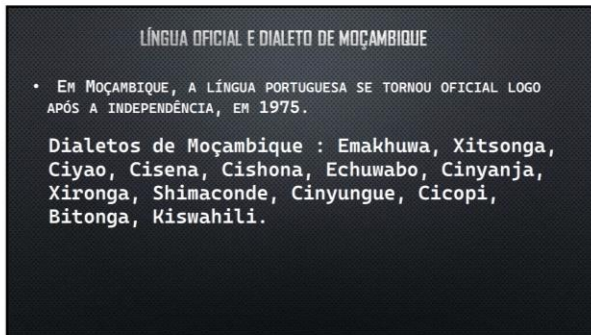 LÍNGUA OFICIAL E DIALETO DE MOÇAMBIQUE
• EM MOÇAMBIQUE, A LÍNGUA PORTUGUESA SE TORNOU OFICIAL LOGO
APÓS A INDEPENDÊNCIA, EM 1975.
Dialetos de Moçambique : Emakhuwa, Xitsonga,
Ciyao, Cisena, Cishona, Echuwabo, Cinyanja,
Xironga, Shimaconde, Cinyungue, Cicopi,
Bitonga, Kiswahili.